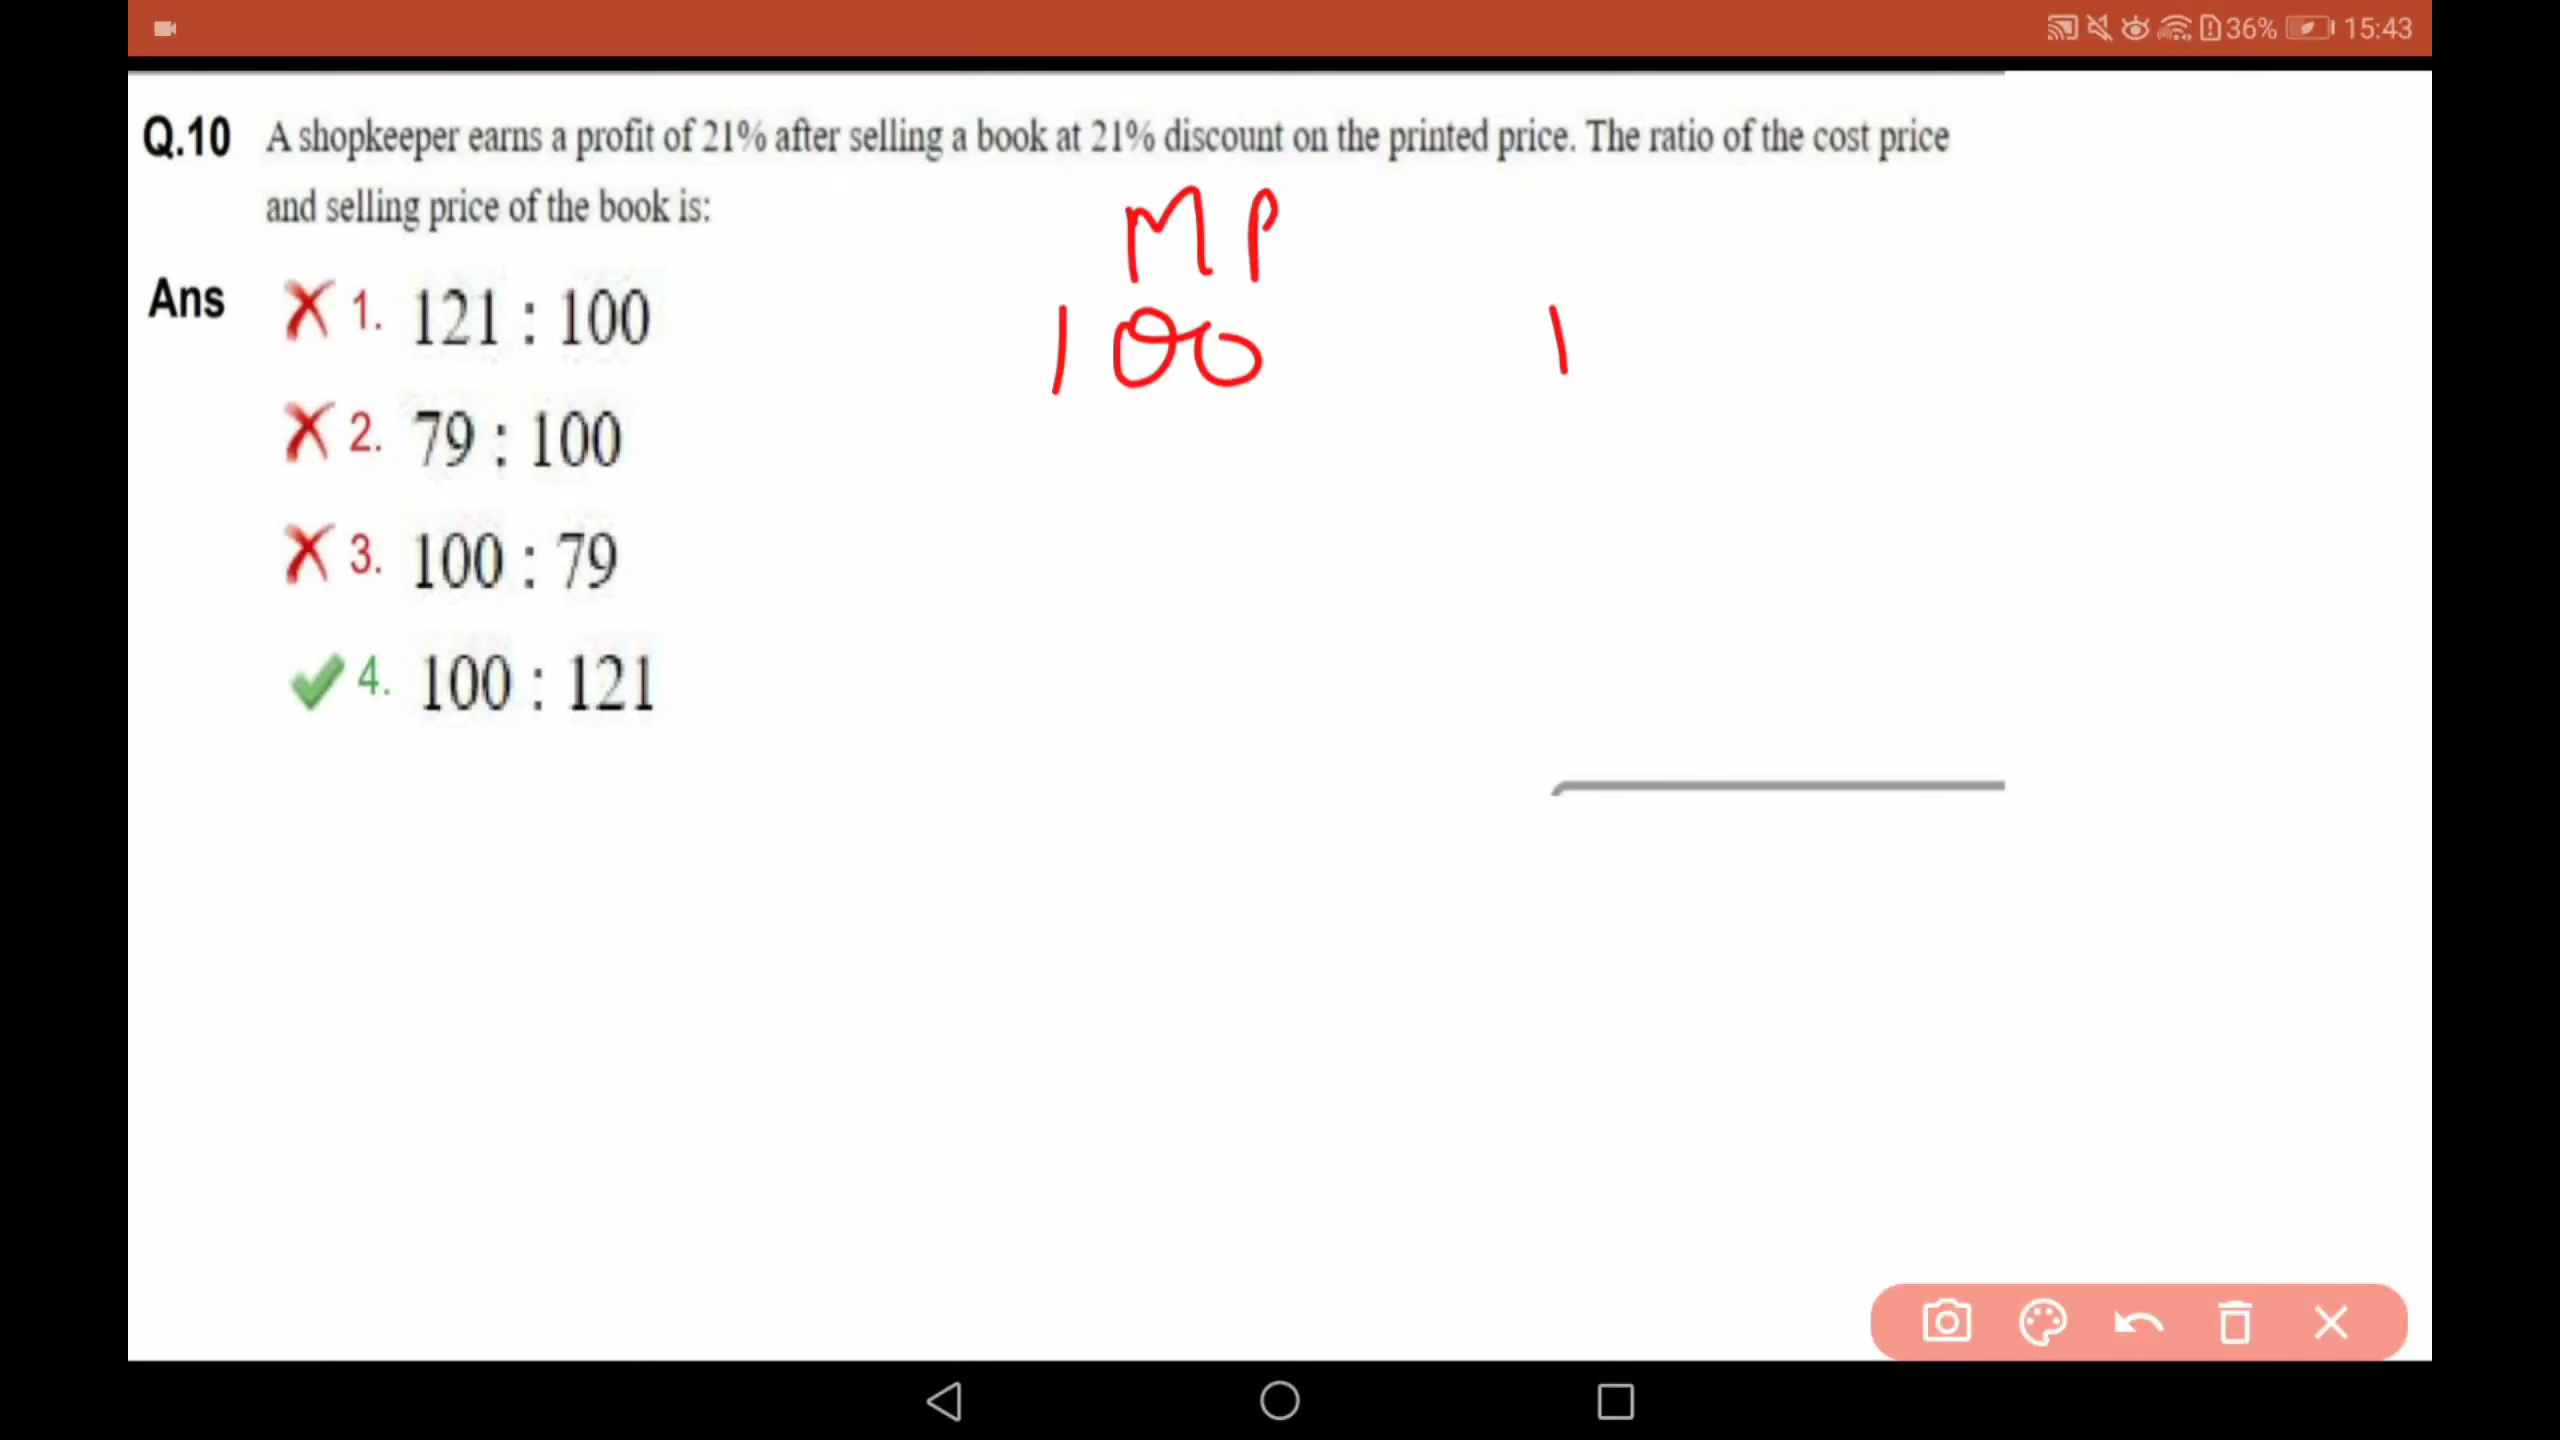 36% 15:43
Q.10 A shopkeeper earns a profit of 21% after selling a book at 21% discount on the printed price. The ratio of the cost price
and selling price of the book is:
MP
Ans 1. 121 : 100
100 1
2. 79 : 100
3. 100 : 79
4. 100 : 121